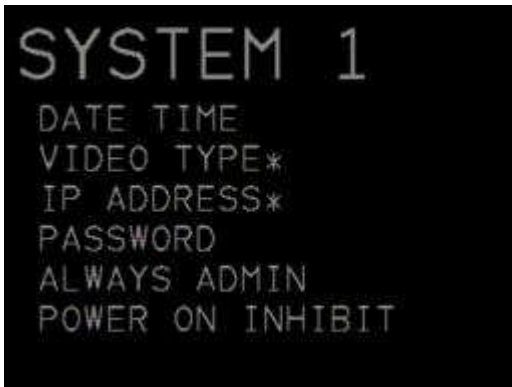 SYSTEM 1
DATE TIME
VIDEO TYPE*
IP ADDRESS*
PASSWORD
ALWAYS ADMIN
POWER ON INHIBIT